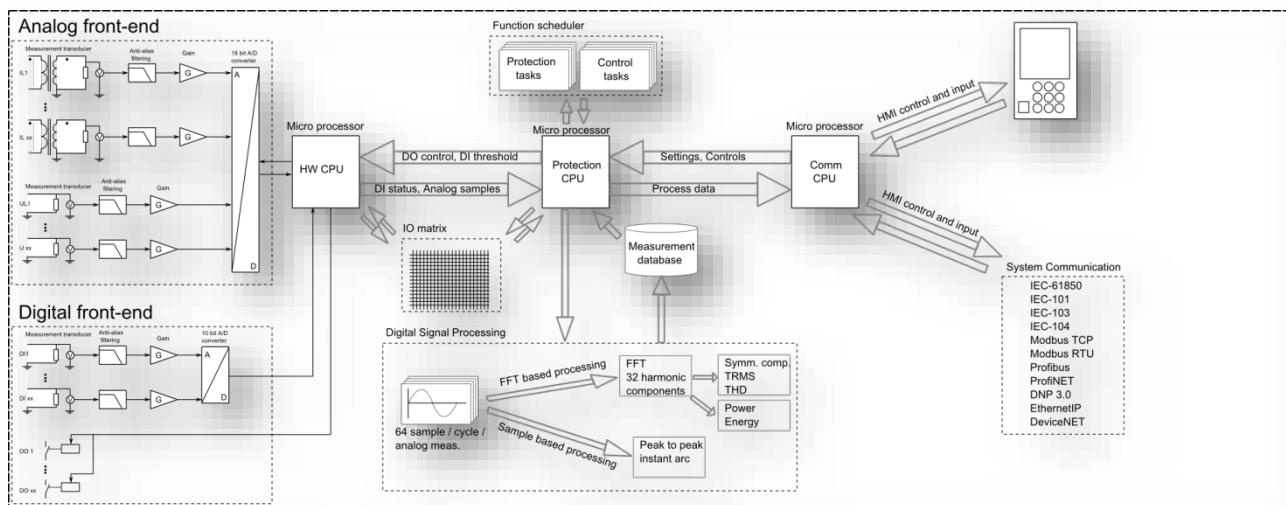 Analog front-end
Measurement transducer
Anti-alias
filtering
Gain
18 bit A/D
converter
IL1
V
G
A
IL xx
V
G
Measurement transducer
Anti-alias
filtering
Gain
UL1
V
G
U xx
V
G
D
Digital front-end
Measurement transducer
Anti-alias
filtering
Gain
10 bit A/D
converter
DI1
V
G
A
DI xx
V
G
D
DO 1
DO xx
Micro processor
HW CPU
DO control, DI threshold
DI status, Analog samples
IO matrix
Function scheduler
Protection
tasks
Control
tasks
Micro processor
Protection
CPU
Settings, Controls
Process data
Measurement
database
Micro processor
Comm
CPU
HMI control and input
HMI control and input
System Communication
IEC-61850
IEC-101
IEC-103
IEC-104
Modbus TCP
Modbus RTU
Profibus
ProfiNET
DNP 3.0
EthernetIP
DeviceNET
Digital Signal Processing
64 sample / cycle /
analog meas.
FFT based processing
Sample based processing
FFT
32 harmonic
components
Symm. comp.
TRMS
THD
Power
Energy
Peak to peak
instant arc